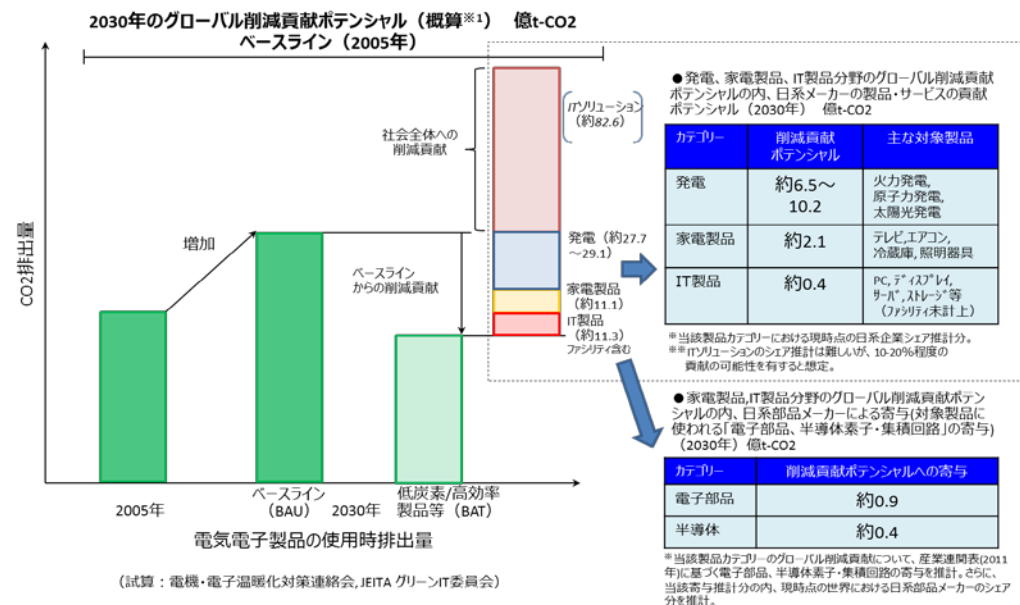 2030年のグローバル削減貢献ポテンシャル（概算※1） 億t-CO2
ベースライン（2005年）
CO2排出量
増加
社会全体への
削減貢献
ベースライン
からの削減貢献
ITソリューション
（約82.6）
発電（約27.7
～29.1）
家電製品
（約11.1）
IT製品
（約11.3）
ファシリティ含む
2005年
ベースライン
（BAU）
2030年
低炭素/高効率
製品等（BAT）
電気電子製品の使用時排出量
（試算：電機・電子温暖化対策連絡会, JEITA グリーンIT委員会）
●発電、家電製品、IT製品分野のグローバル削減貢献
ポテンシャルの内、日系メーカーの製品・サービスの貢献
ポテンシャル（2030年） 億t-CO2
カテゴリー 削減貢献 主な対象製品
ポテンシャル
発電 約6.5～ 火力発電,
10.2 原子力発電,
太陽光発電
家電製品 約2.1 テレビ,エアコン,
冷蔵庫,照明器具
IT製品 約0.4 PC, ディスプレイ,
サーバ, ストレージ等
（ファシリティ未計上）
※当該製品カテゴリーにおける現時点の日系企業シェア推計分。
※※ITソリューションのシェア推計は難しいが、10-20%程度の
貢献の可能性を有すると想定。
●家電製品,IT製品分野のグローバル削減貢献ポテン
シャルの内、日系部品メーカーによる寄与(対象製品に
使われる「電子部品、半導体素子・集積回路」の寄与)
（2030年）億t-CO2
カテゴリー 削減貢献ポテンシャルへの寄与
電子部品 約0.9
半導体 約0.4
※当該製品カテゴリーのグローバル削減貢献について、産業連関表(2011
年)に基づく電子部品、半導体素子・集積回路の寄与を推計。さらに、
当該寄与推計分の内、現時点の世界における日系部品メーカーのシェア
分を推計。